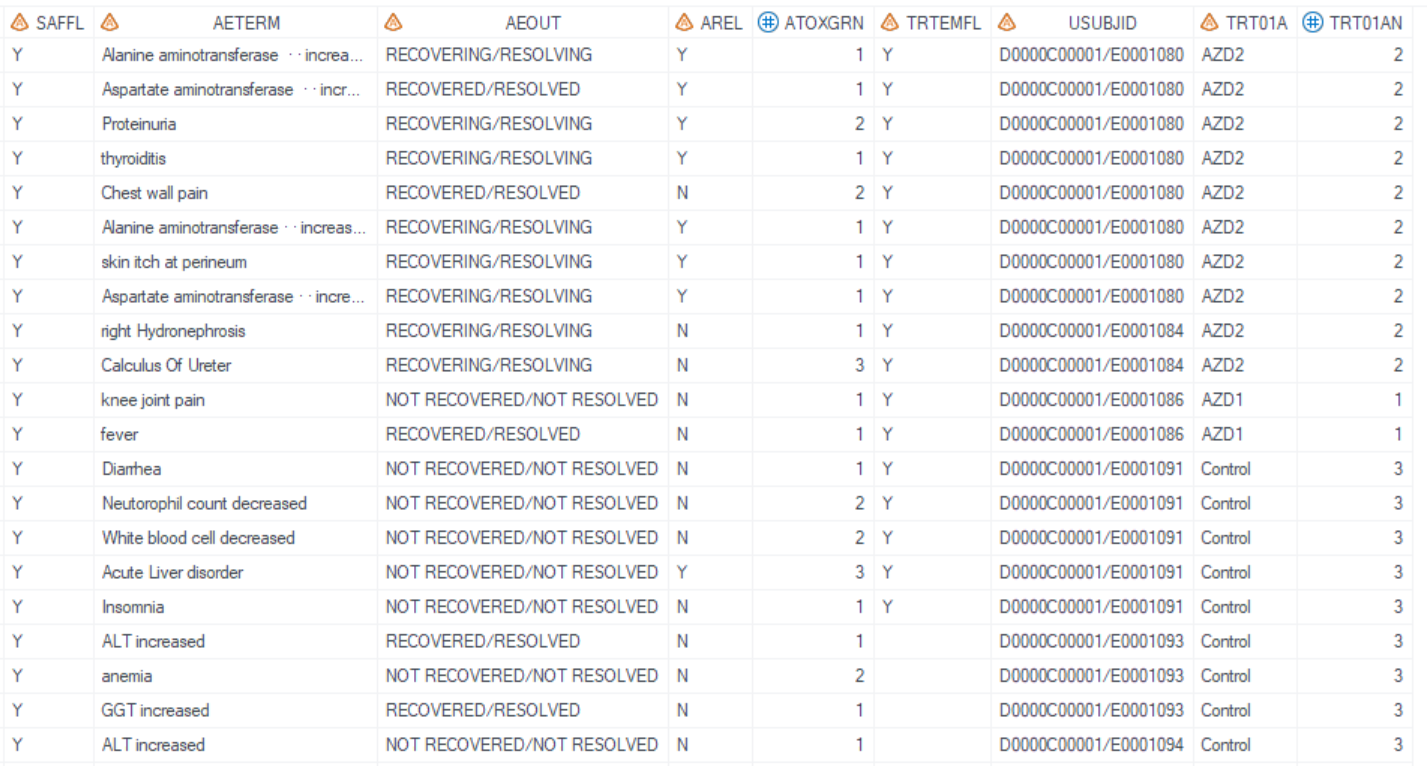 SAFFL AETERM AEOUT AREL ATOXGRN TRTEMFL USUBJID TRT01A TRT01AN
Y Alanine aminotransferase · · increa... RECOVERING/RESOLVING Y 1 Y D0000C00001/E0001080 AZD2 2
Y Aspartate aminotransferase · · incr... RECOVERED/RESOLVED Y 1 Y D0000C00001/E0001080 AZD2 2
Y Proteinuria RECOVERING/RESOLVING Y 2 Y D0000C00001/E0001080 AZD2 2
Y thyroiditis RECOVERING/RESOLVING Y 1 Y D0000C00001/E0001080 AZD2 2
Y Chest wall pain RECOVERED/RESOLVED N 2 Y D0000C00001/E0001080 AZD2 2
Y Alanine aminotransferase · · increas... RECOVERING/RESOLVING Y 1 Y D0000C00001/E0001080 AZD2 2
Y skin itch at perineum RECOVERING/RESOLVING Y 1 Y D0000C00001/E0001080 AZD2 2
Y Aspartate aminotransferase · · incre... RECOVERING/RESOLVING Y 1 Y D0000C00001/E0001080 AZD2 2
Y right Hydronephrosis RECOVERING/RESOLVING N 1 Y D0000C00001/E0001084 AZD2 2
Y Calculus Of Ureter RECOVERING/RESOLVING N 3 Y D0000C00001/E0001084 AZD2 2
Y knee joint pain NOT RECOVERED/NOT RESOLVED N 1 Y D0000C00001/E0001086 AZD1 1
Y fever RECOVERED/RESOLVED N 1 Y D0000C00001/E0001086 AZD1 1
Y Diarrhea NOT RECOVERED/NOT RESOLVED N 1 Y D0000C00001/E0001091 Control 3
Y Neutorophil count decreased NOT RECOVERED/NOT RESOLVED N 2 Y D0000C00001/E0001091 Control 3
Y White blood cell decreased NOT RECOVERED/NOT RESOLVED N 2 Y D0000C00001/E0001091 Control 3
Y Acute Liver disorder NOT RECOVERED/NOT RESOLVED Y 3 Y D0000C00001/E0001091 Control 3
Y Insomnia NOT RECOVERED/NOT RESOLVED N 1 Y D0000C00001/E0001091 Control 3
Y ALT increased RECOVERED/RESOLVED N 1 D0000C00001/E0001093 Control 3
Y anemia NOT RECOVERED/NOT RESOLVED N 2 D0000C00001/E0001093 Control 3
Y GGT increased RECOVERED/RESOLVED N 1 D0000C00001/E0001093 Control 3
Y ALT increased NOT RECOVERED/NOT RESOLVED N 1 D0000C00001/E0001094 Control 3